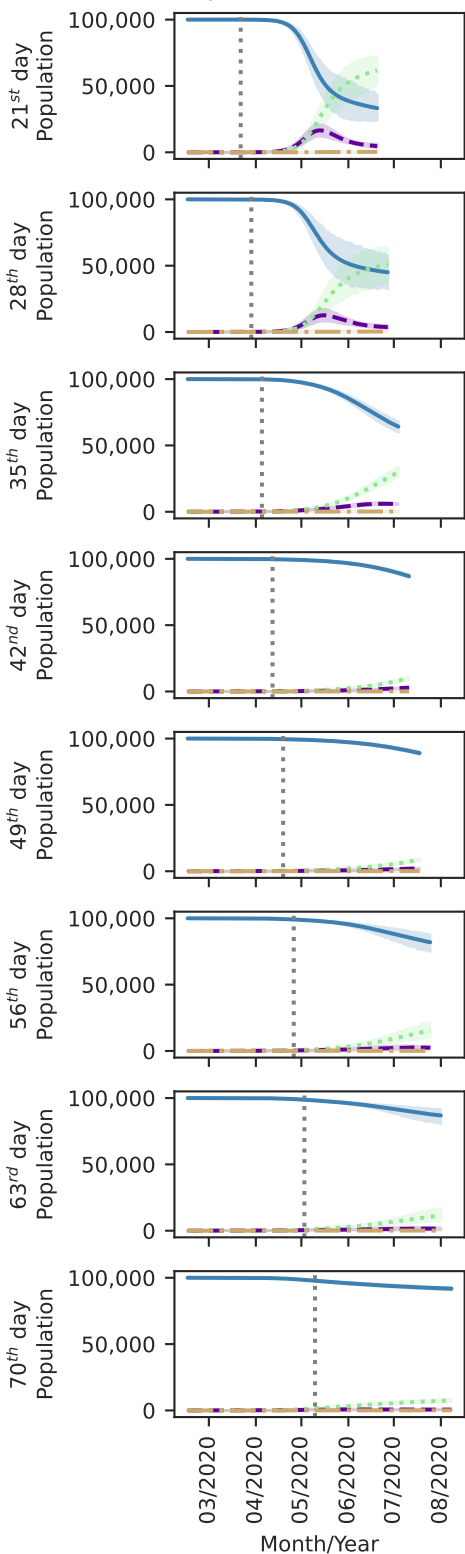 21st day
Population
100,000
50,000
0
28th day
Population
100,000
50,000
0
35th day
Population
100,000
50,000
0
42nd day
Population
100,000
50,000
0
49th day
Population
100,000
50,000
0
56th day
Population
100,000
50,000
0
63rd day
Population
100,000
50,000
0
70th day
Population
100,000
50,000
0
03/2020
04/2020
05/2020
06/2020
07/2020
08/2020
Month/Year